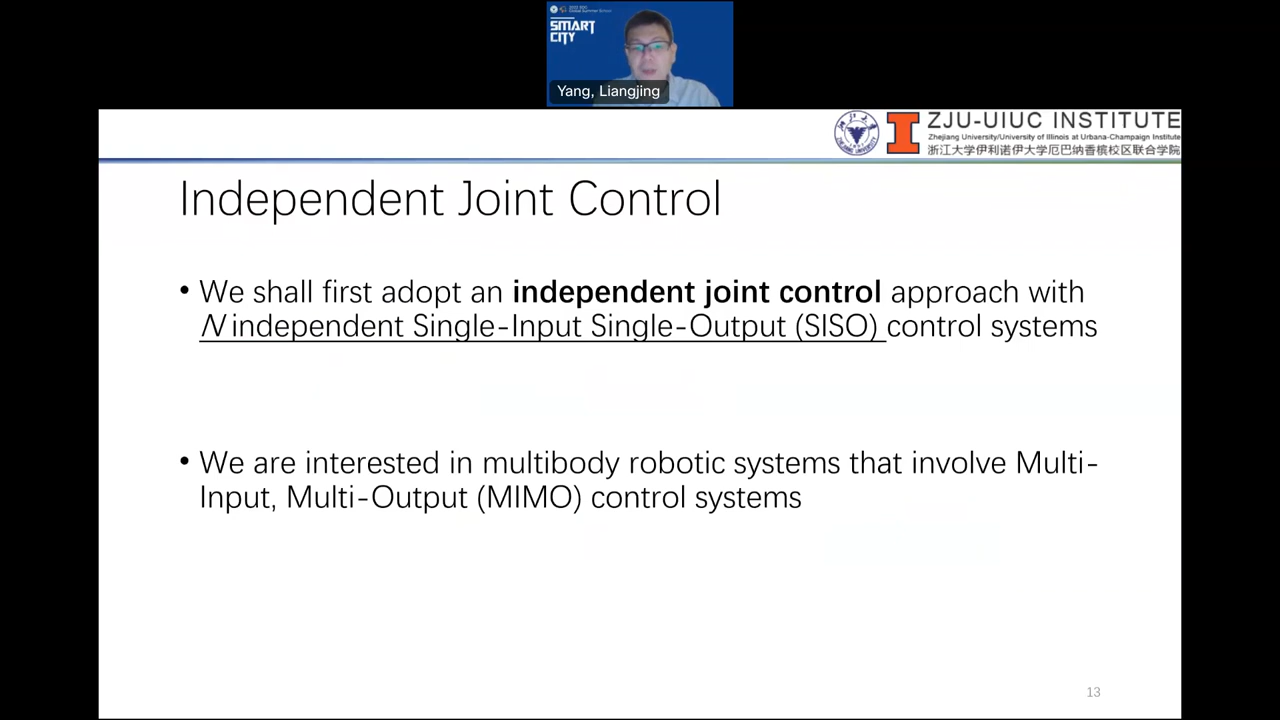 SMART
CITY
Yang, Liangjing
ZJU-UIUC INSTITUTE
Zhejiang University/University of Illinois at Urbana-Champaign Institute
浙江大学伊利诺伊大学厄巴纳香槟校区联合学院
Independent Joint Control
• We shall first adopt an independent joint control approach with
N independent Single-Input Single-Output (SISO) control systems
• We are interested in multibody robotic systems that involve Multi-
Input, Multi-Output (MIMO) control systems
13